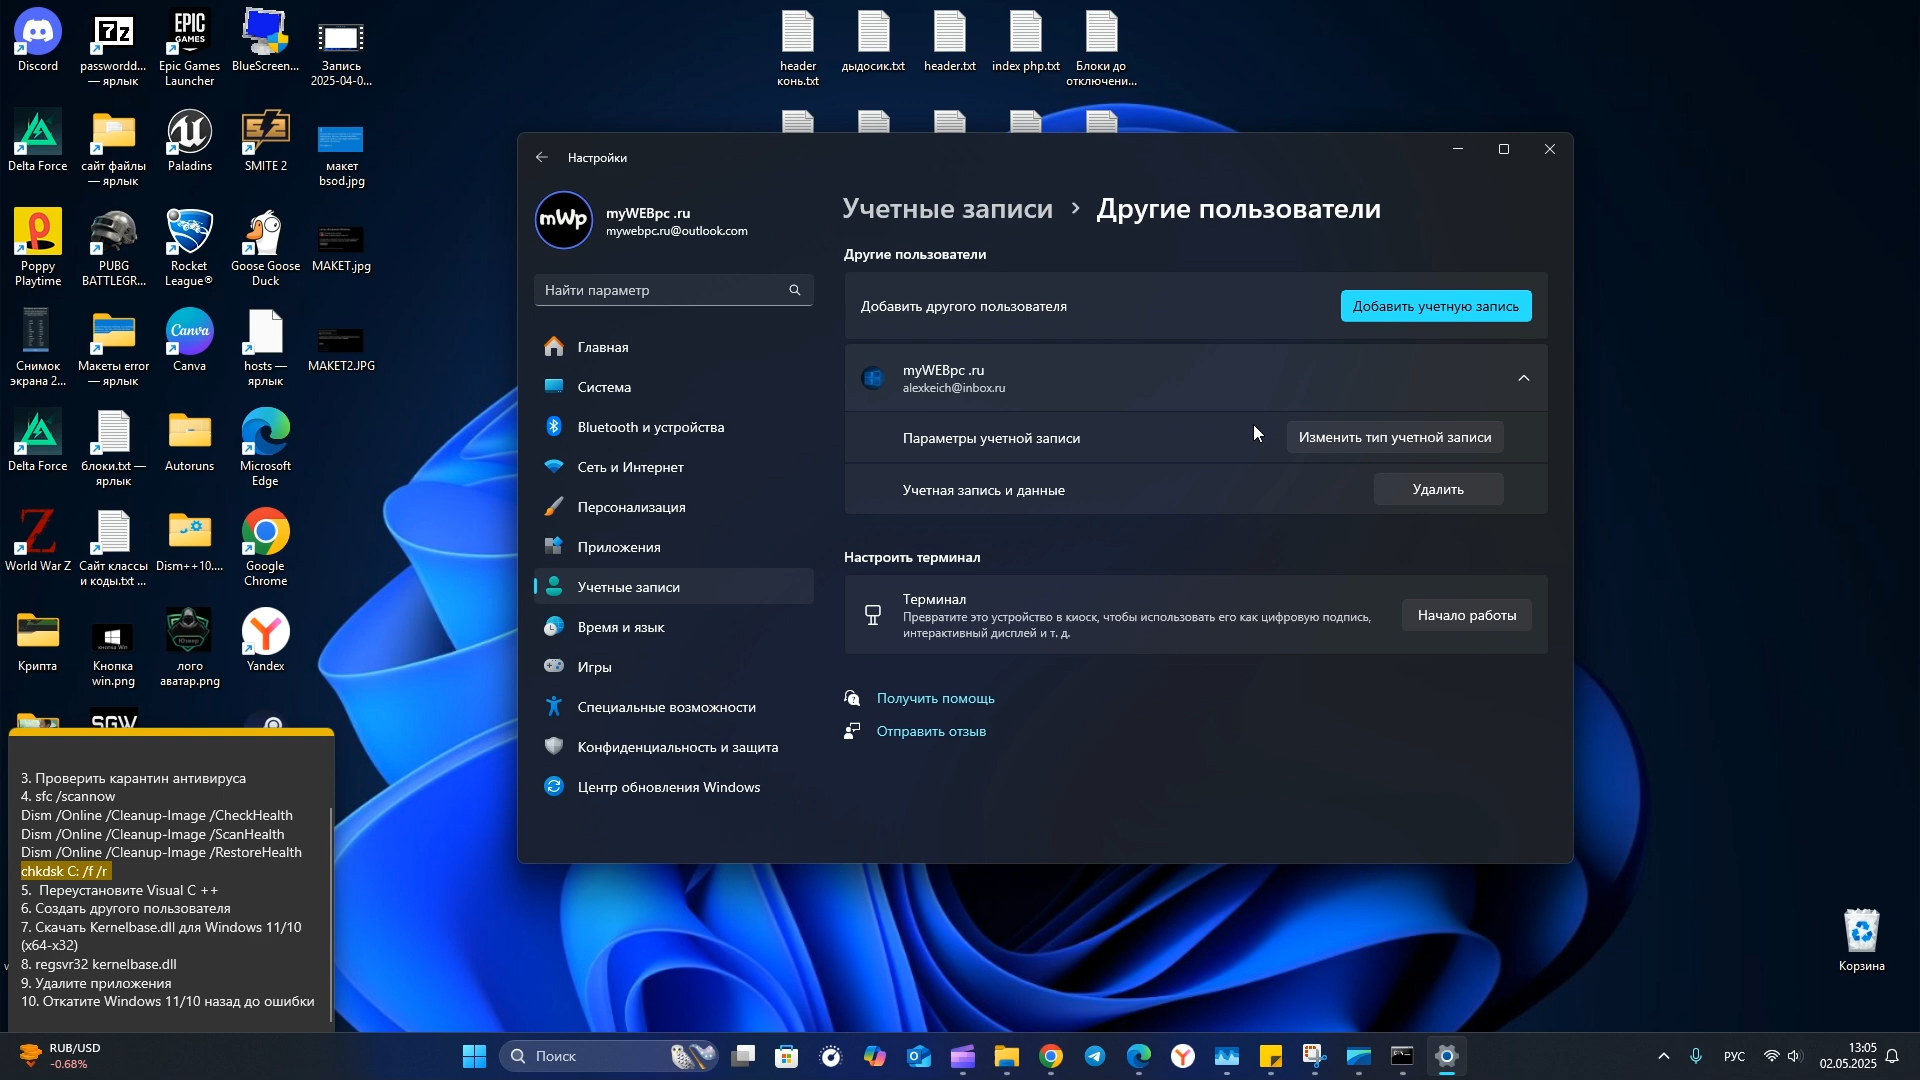 Discord
passwordd...
— ярлык
Epic Games
Launcher
BlueScreen...
Запись
2025-04-0...
Delta Force
сайт файлы
— ярлык
Paladins
SMITE 2
макет
bsod.jpg
Poppy
Playtime
PUBG
BATTLEGR...
Rocket
League®
Goose Goose
Duck
МАКЕТ.jpg
Снимок
экрана 2...
Макеты error
— ярлык
Canva
hosts —
ярлык
МАКЕТ2.JPG
Delta Force
блоки.txt —
ярлык
Autoruns
Microsoft
Edge
World War Z
Сайт классы
и коды.txt ...
Dism++10....
Google
Chrome
Крипта
Кнопка
win.png
лого
аватар.png
Yandex
SGW
header
конь.txt
дыдосик.txt
header.txt
index php.txt
Блоки до
отключени...
Настройки
mWp
myWEBpc .ru
mywebpc.ru@outlook.com
Найти параметр
Главная
Система
Bluetooth и устройства
Сеть и Интернет
Персонализация
Приложения
Учетные записи
Время и язык
Игры
Специальные возможности
Конфиденциальность и защита
Центр обновления Windows
Учетные записи › Другие пользователи
Другие пользователи
Добавить другого пользователя
Добавить учетную запись
myWEBpc .ru
alexkeich@inbox.ru
Параметры учетной записи
Изменить тип учетной записи
Учетная запись и данные
Удалить
Настроить терминал
Терминал
Превратите это устройство в киоск, чтобы использовать его как цифровую подпись,
интерактивный дисплей и т. д.
Начало работы
Получить помощь
Отправить отзыв
3. Проверить карантин антивируса
4. sfc /scannow
Dism /Online /Cleanup-Image /CheckHealth
Dism /Online /Cleanup-Image /ScanHealth
Dism /Online /Cleanup-Image /RestoreHealth
chkdsk C: /f /r
5. Переустановите Visual C ++
6. Создать другого пользователя
7. Скачать Kernelbase.dll для Windows 11/10
(x64-x32)
8. regsvr32 kernelbase.dll
9. Удалите приложения
10. Откатите Windows 11/10 назад до ошибки
Корзина
RUB/USD
-0.68%
Поиск
РУС
13:05
02.05.2025